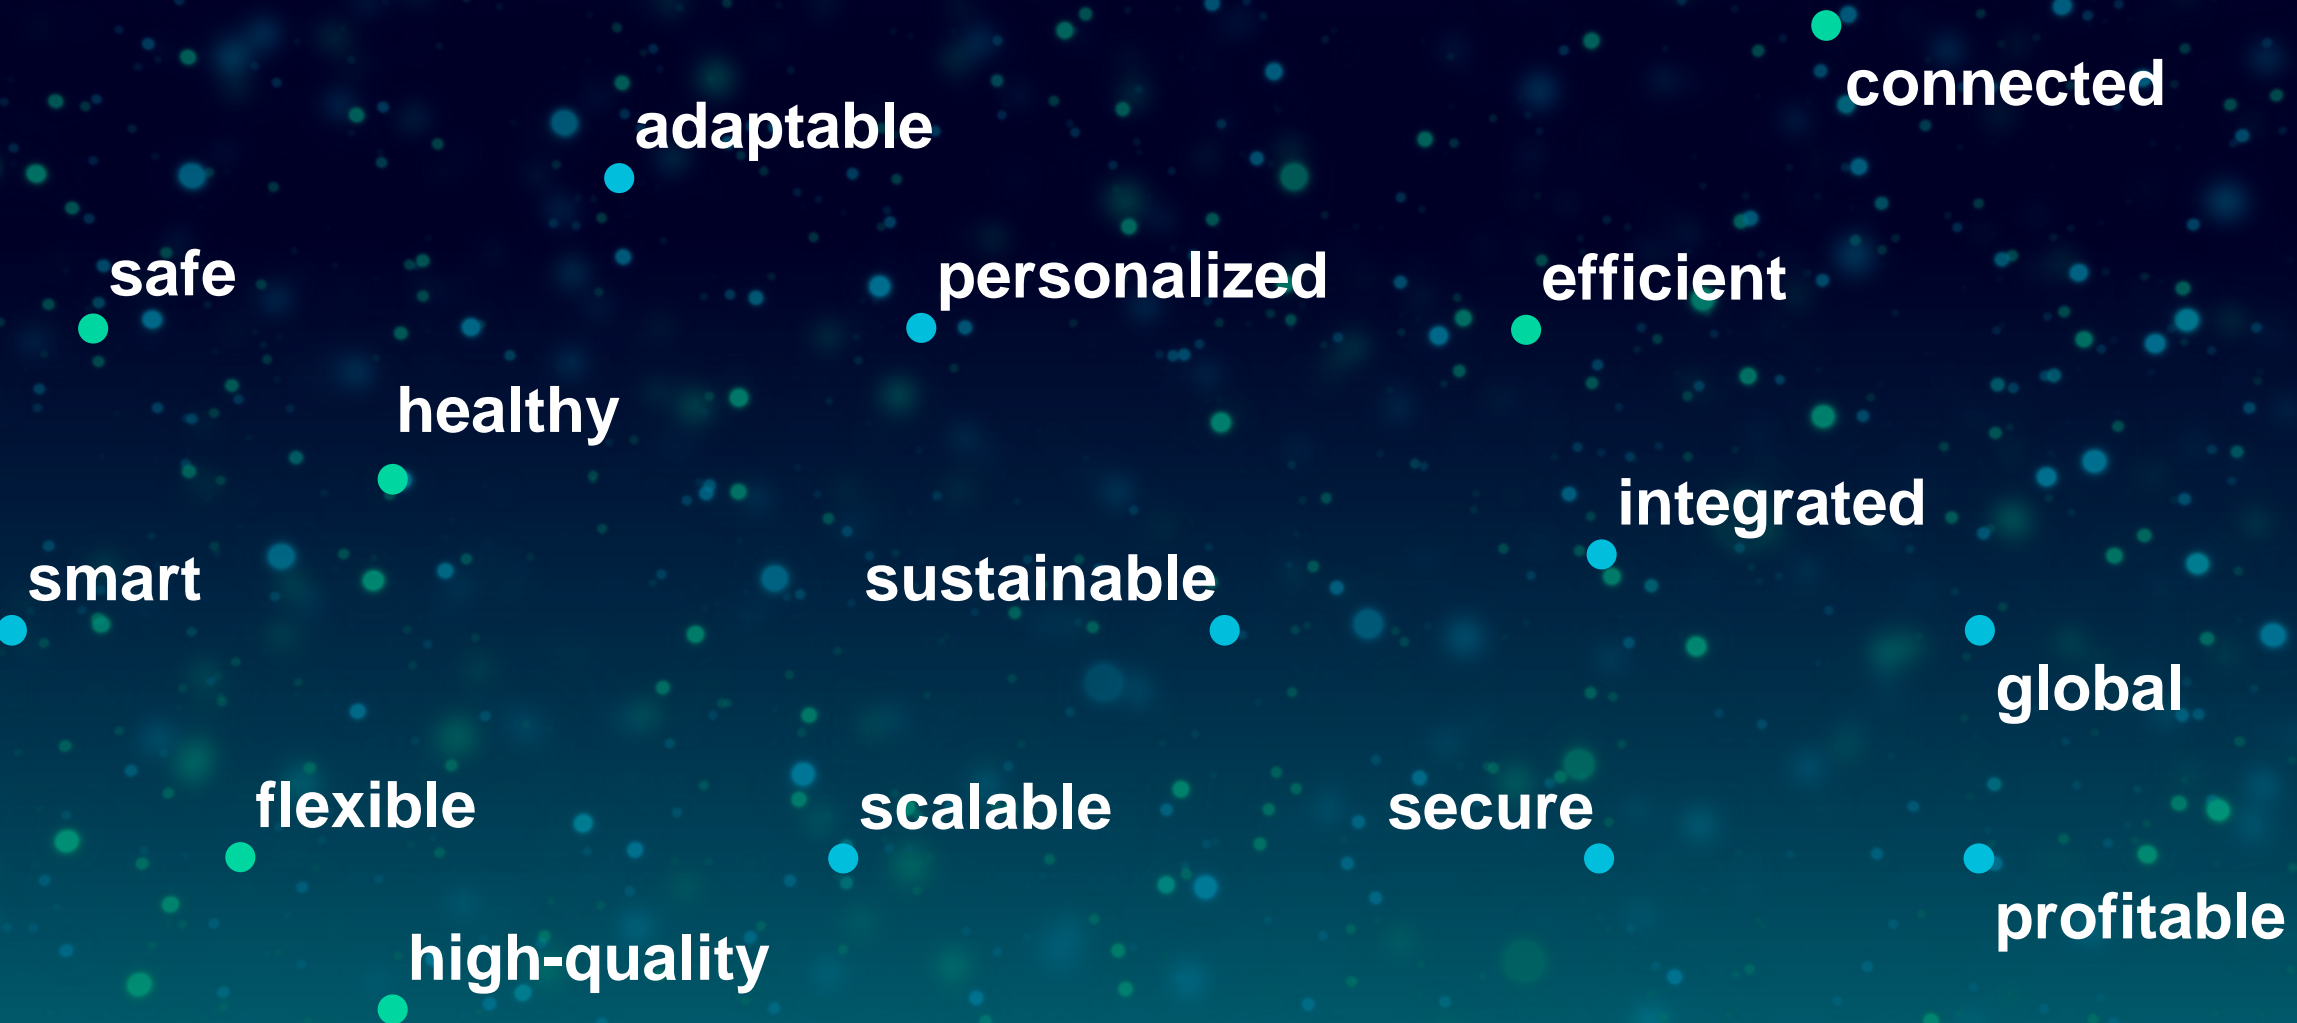 connected
adaptable
safe
personalized
efficient
healthy
integrated
smart
sustainable
global
flexible
scalable
secure
profitable
high-quality